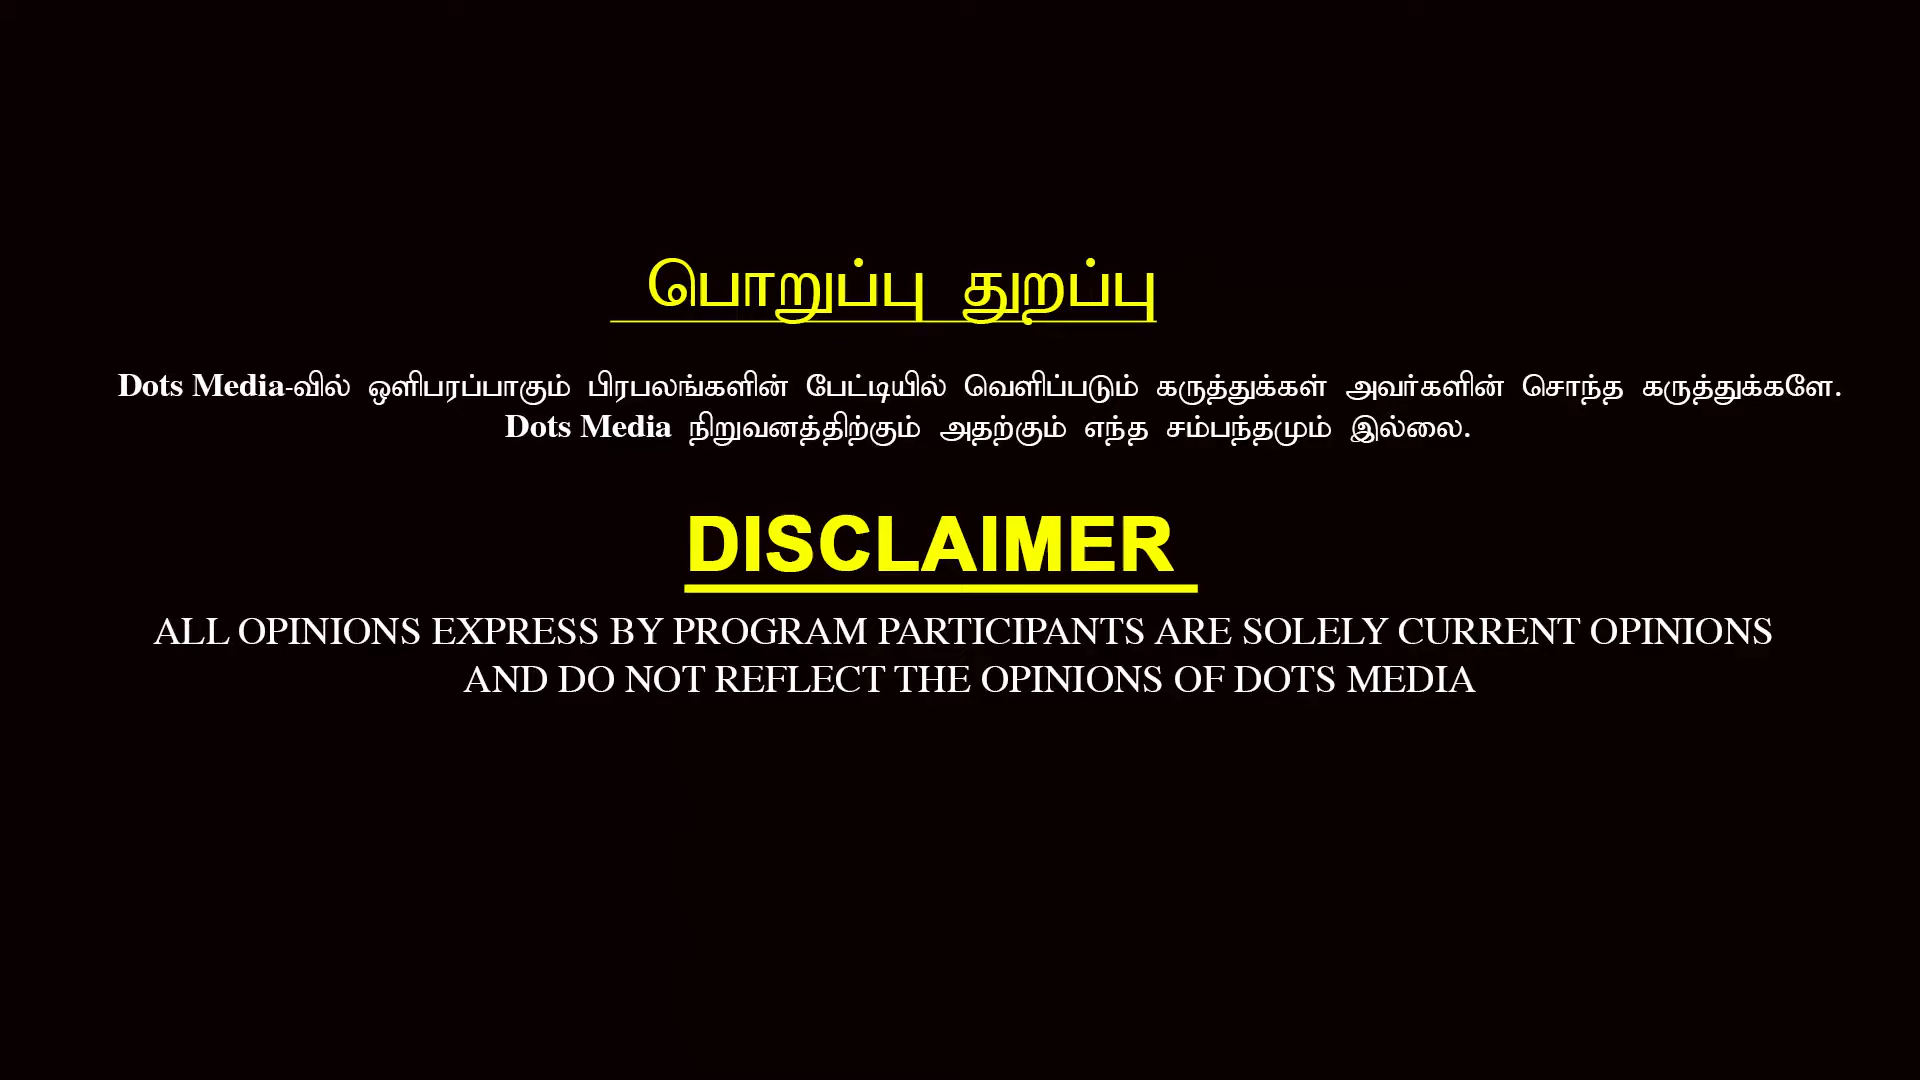 பொறுப்பு துறப்பு
Dots Media-வில் ஒளிபரப்பாகும் பிரபலங்களின் பேட்டியில் வெளிப்படும் கருத்துக்கள் அவர்களின் சொந்த கருத்துக்களே.
Dots Media நிறுவனத்திற்கும் அதற்கும் எந்த சம்பந்தமும் இல்லை.
DISCLAIMER
ALL OPINIONS EXPRESS BY PROGRAM PARTICIPANTS ARE SOLELY CURRENT OPINIONS
AND DO NOT REFLECT THE OPINIONS OF DOTS MEDIA